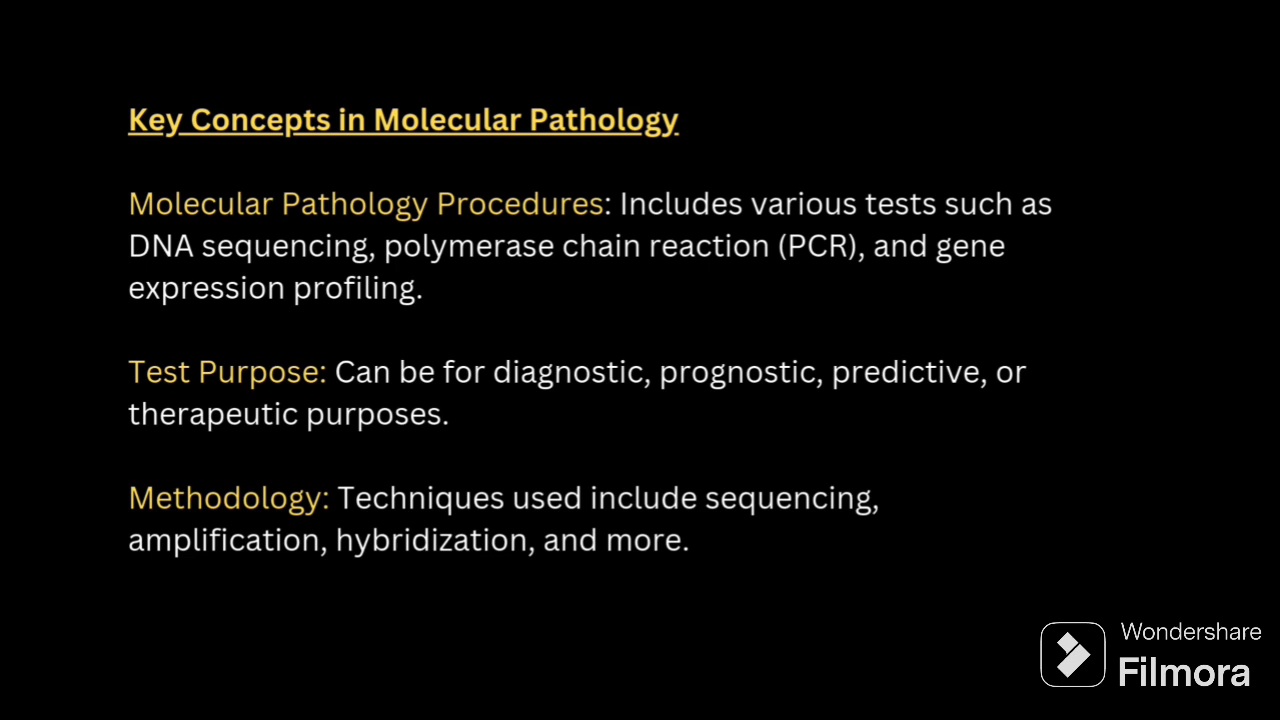 Key Concepts in Molecular Pathology
Molecular Pathology Procedures: Includes various tests such as
DNA sequencing, polymerase chain reaction (PCR), and gene
expression profiling.
Test Purpose: Can be for diagnostic, prognostic, predictive, or
therapeutic purposes.
Methodology: Techniques used include sequencing,
amplification, hybridization, and more.
Wondershare
Filmora